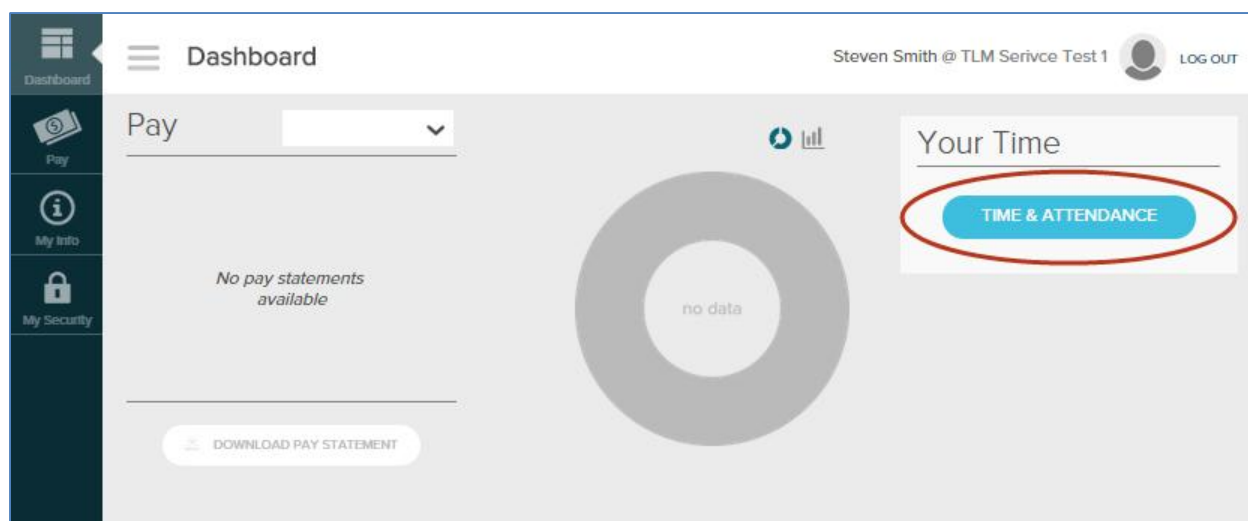 Dashboard
Pay
My Info
My Security
Dashboard
Steven Smith @ TLM Serivce Test 1
LOG OUT
Pay
No pay statements
available
DOWNLOAD PAY STATEMENT
no data
Your Time
TIME & ATTENDANCE